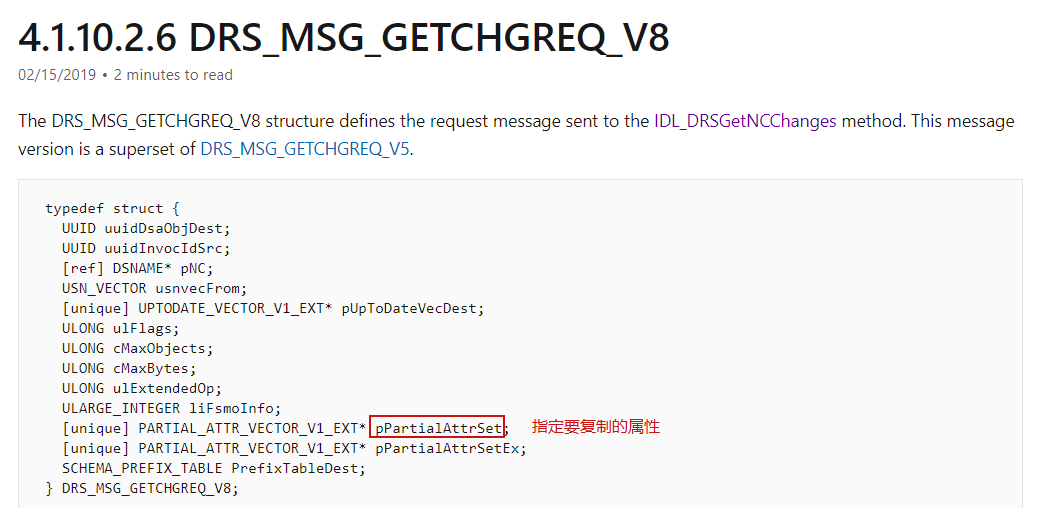 4.1.10.2.6 DRS_MSG_GETCHGREQ_V8
02/15/2019 • 2 minutes to read
The DRS_MSG_GETCHGREQ_V8 structure defines the request message sent to the IDL_DRSGetNCChanges method. This message
version is a superset of DRS_MSG_GETCHGREQ_V5.
typedef struct {
UUID uuidDsaObjDest;
UUID uuidInvocIdSrc;
[ref] DSNAME* pNC;
USN_VECTOR usnvecFrom;
[unique] UPTODATE_VECTOR_V1_EXT* pUpToDateVecDest;
ULONG ulFlags;
ULONG cMaxObjects;
ULONG cMaxBytes;
ULONG ulExtendedOp;
ULARGE_INTEGER liFsmoInfo;
[unique] PARTIAL_ATTR_VECTOR_V1_EXT* pPartialAttrSet; 指定要复制的属性
[unique] PARTIAL_ATTR_VECTOR_V1_EXT* pPartialAttrSetEx;
SCHEMA_PREFIX_TABLE PrefixTableDest;
} DRS_MSG_GETCHGREQ_V8;